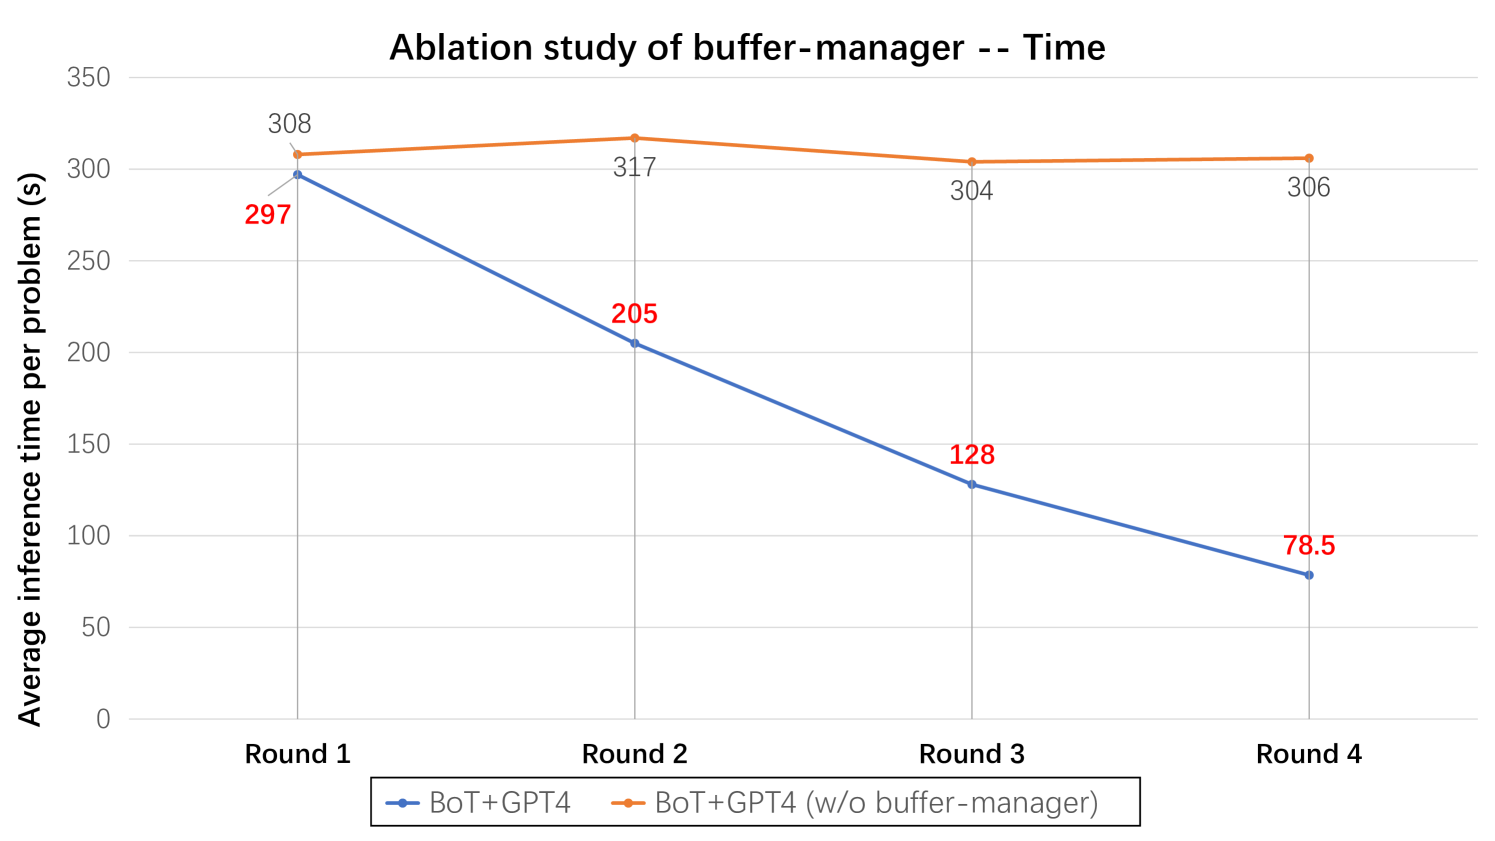 Ablation study of buffer-manager -- Time
Average inference time per problem (s)
350
300
250
200
150
100
50
0
308
317
304
306
297
205
128
78.5
Round 1
Round 2
Round 3
Round 4
BoT+GPT4
BoT+GPT4 (w/o buffer-manager)